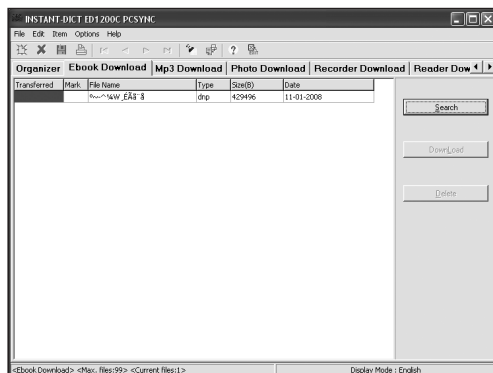 INSTANT-DICT ED1200C PCSYNC
File Edit Item Options Help
Organizer Ebook Download Mp3 Download Photo Download Recorder Download Reader Dow
Transferred Mark File Name Type Size(B) Date
dnp 429496 11-01-2008
Search
DownLoad
Delete
<Ebook Download> <Max. files:99> <Current files:1> Display Mode : English